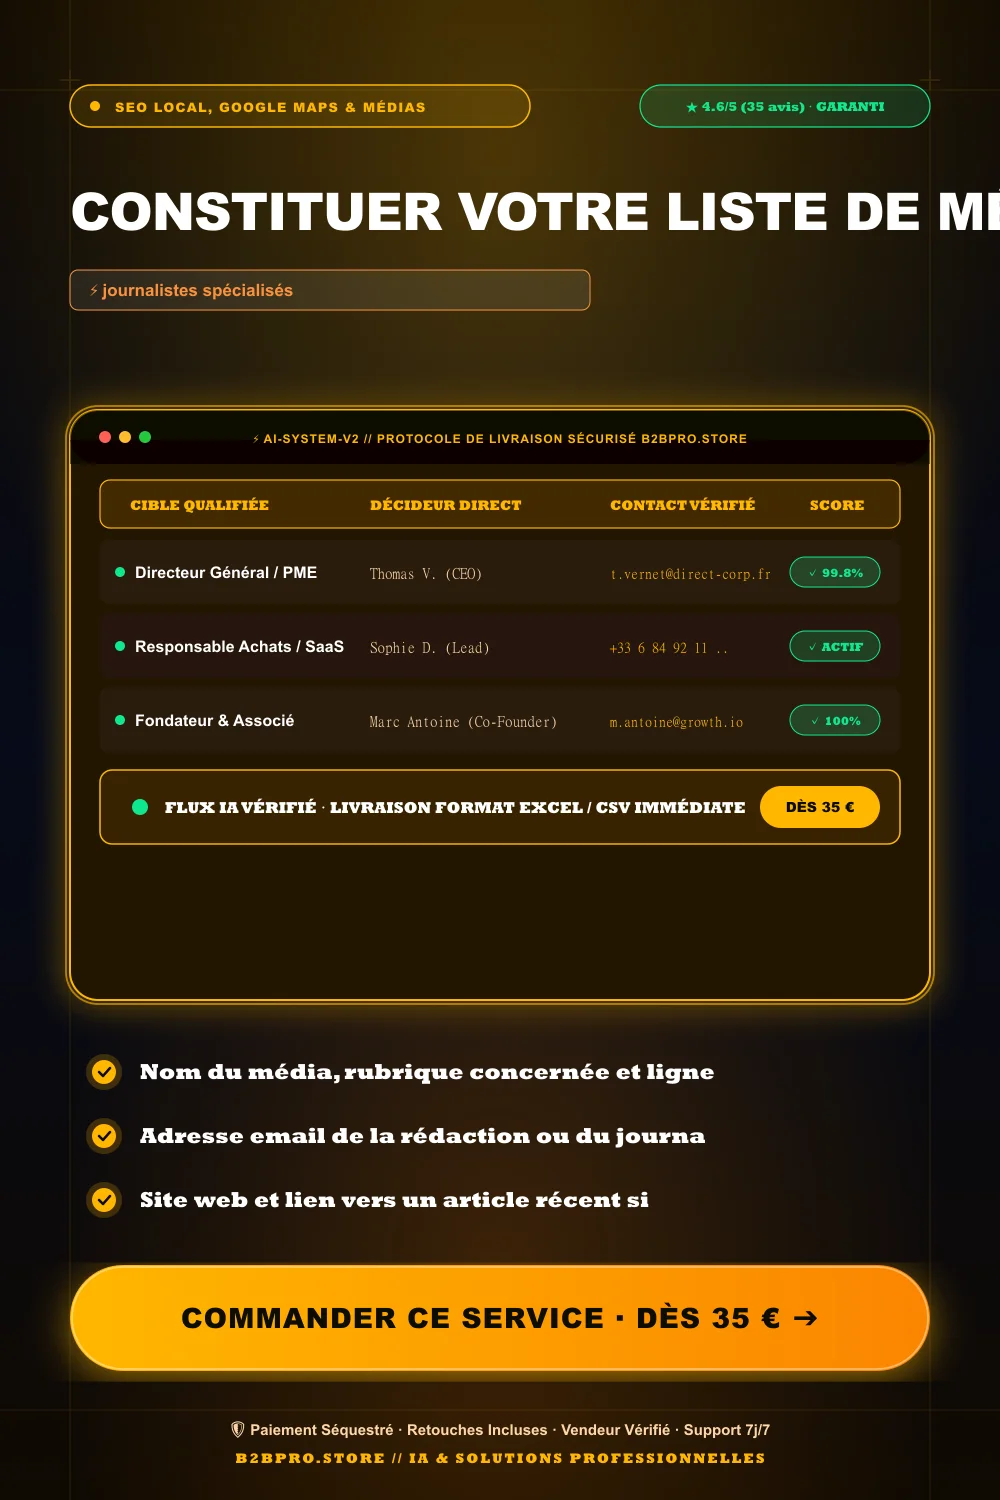 SEO LOCAL, GOOGLE MAPS & MÉDIAS
★ 4.6/5 (35 avis) · GARANTI
CONSTITUER VOTRE LISTE DE MÉ
⚡ journalistes spécialisés
⚡ AI-SYSTEM-V2 // PROTOCOLE DE LIVRAISON SÉCURISÉ B2BPRO.STORE
CIBLE QUALIFIÉE DÉCIDEUR DIRECT CONTACT VÉRIFIÉ SCORE
Directeur Général / PME Thomas V. (CEO) t.vernet@direct-corp.fr ✓ 99.8%
Responsable Achats / SaaS Sophie D. (Lead) +33 6 84 92 11 .. ✓ ACTIF
Fondateur & Associé Marc Antoine (Co-Founder) m.antoine@growth.io ✓ 100%
FLUX IA VÉRIFIÉ · LIVRAISON FORMAT EXCEL / CSV IMMÉDIATE DÈS 35 €
Nom du média, rubrique concernée et ligne
Adresse email de la rédaction ou du journa
Site web et lien vers un article récent si
COMMANDER CE SERVICE · DÈS 35 € →
🛡 Paiement Séquestré · Retouches Incluses · Vendeur Vérifié · Support 7j/7
B2BPRO.STORE // IA & SOLUTIONS PROFESSIONNELLES